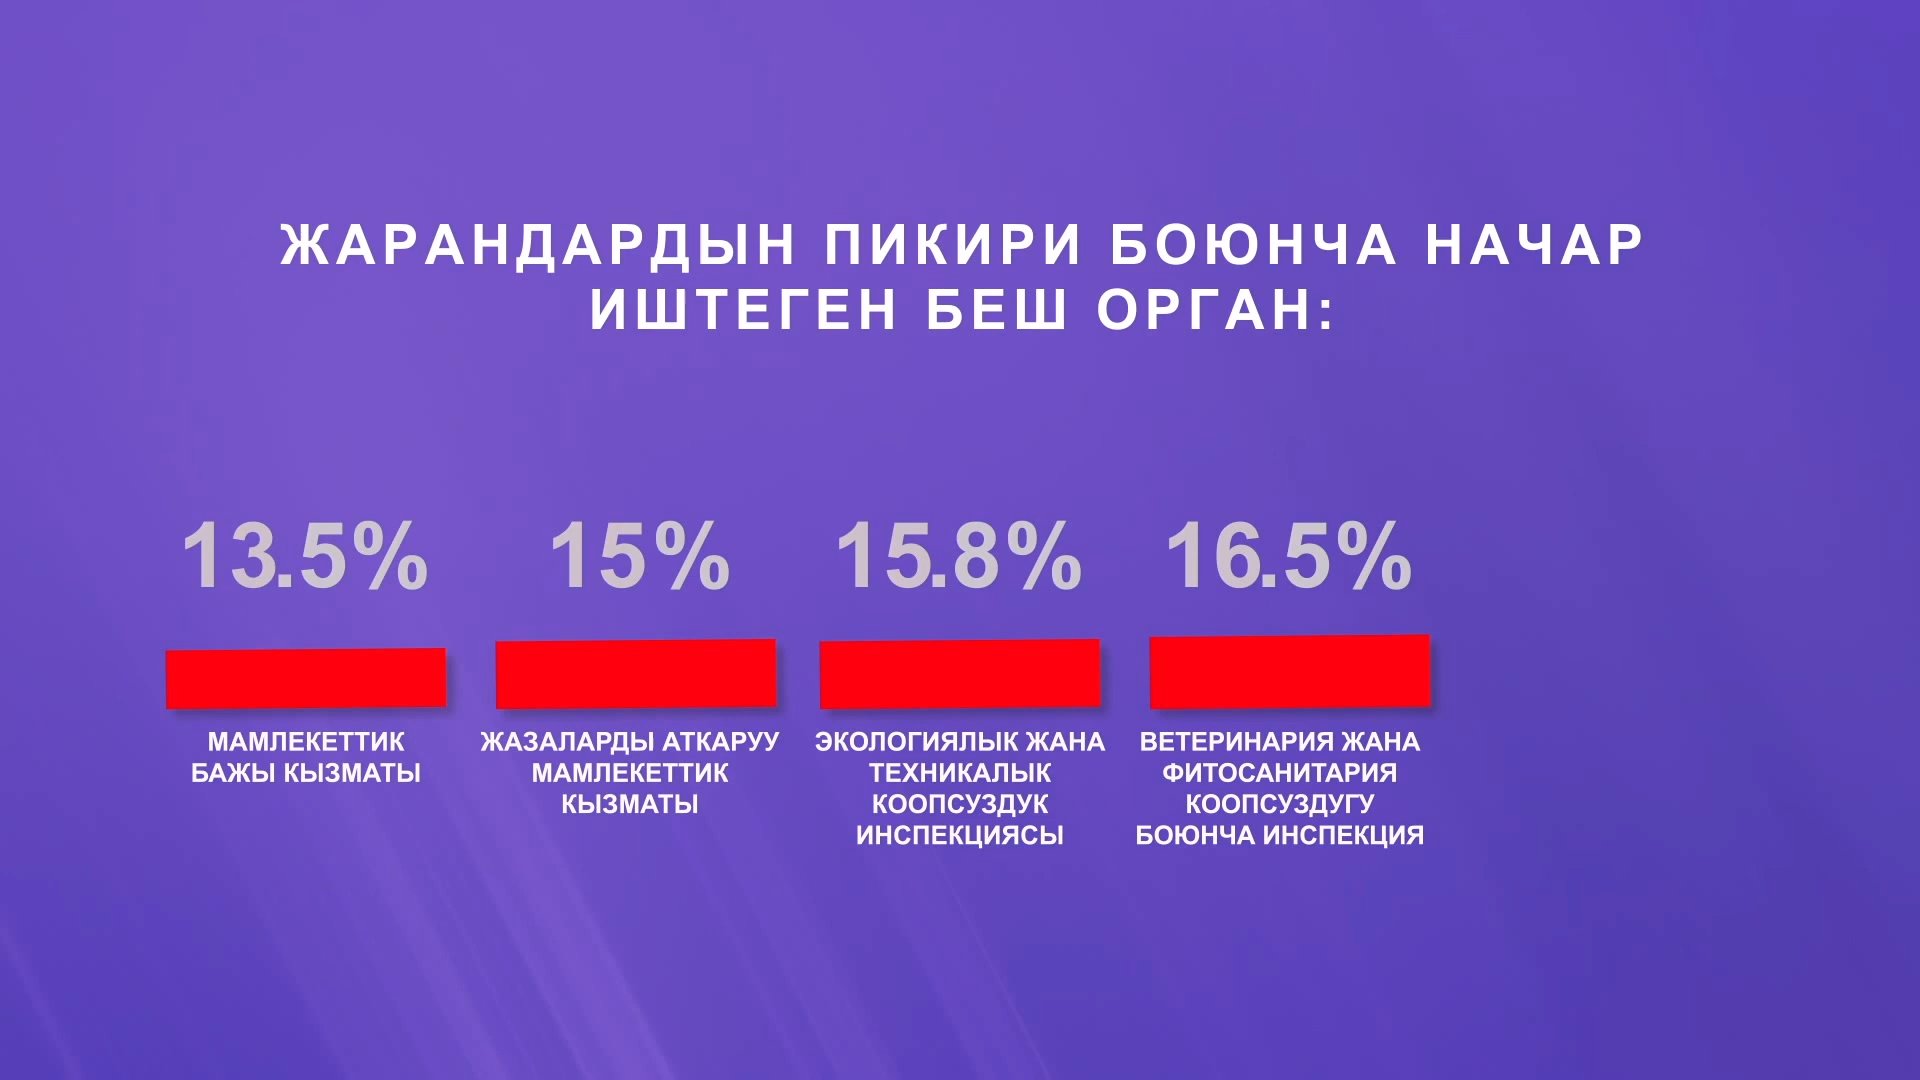 ЖАРАНДАРДЫН ПИКИРИ БОЮНЧА НАЧАР
ИШТЕГЕН БЕШ ОРГАН:
13.5%
15%
15.8%
16.5%
МАМЛЕКЕТТИК
БАЖЫ КЫЗМАТЫ
ЖАЗАЛАРДЫ АТКАРУУ
МАМЛЕКЕТТИК
КЫЗМАТЫ
ЭКОЛОГИЯЛЫК ЖАНА
ТЕХНИКАЛЫК
КООПСУЗДУК
ИНСПЕКЦИЯСЫ
ВЕТЕРИНАРИЯ ЖАНА
ФИТОСАНИТАРИЯ
КООПСУЗДУГУ
БОЮНЧА ИНСПЕКЦИЯ